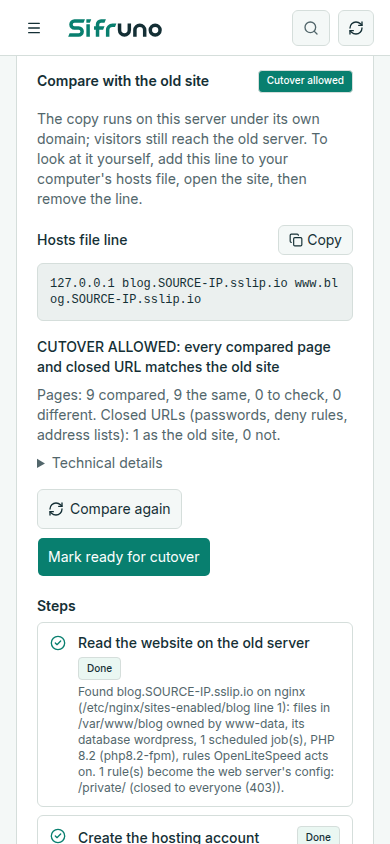 Sifruno
Compare with the old site
Cutover allowed
The copy runs on this server under its own
domain; visitors still reach the old server. To
look at it yourself, add this line to your
computer's hosts file, open the site, then
remove the line.
Hosts file line
Copy
127.0.0.1 blog.SOURCE-IP.sslip.io www.bl
og.SOURCE-IP.sslip.io
CUTOVER ALLOWED: every compared page
and closed URL matches the old site
Pages: 9 compared, 9 the same, 0 to check, 0
different. Closed URLs (passwords, deny rules,
address lists): 1 as the old site, 0 not.
Technical details
Compare again
Mark ready for cutover
Steps
Read the website on the old server
Done
Found blog.SOURCE-IP.sslip.io on nginx
(/etc/nginx/sites-enabled/blog line 1): files in
/var/www/blog owned by www-data, its
database wordpress, 1 scheduled job(s), PHP
8.2 (php8.2-fpm), rules OpenLiteSpeed acts
on. 1 rule(s) become the web server's config:
/private/ (closed to everyone (403)).
Create the hosting account
Done